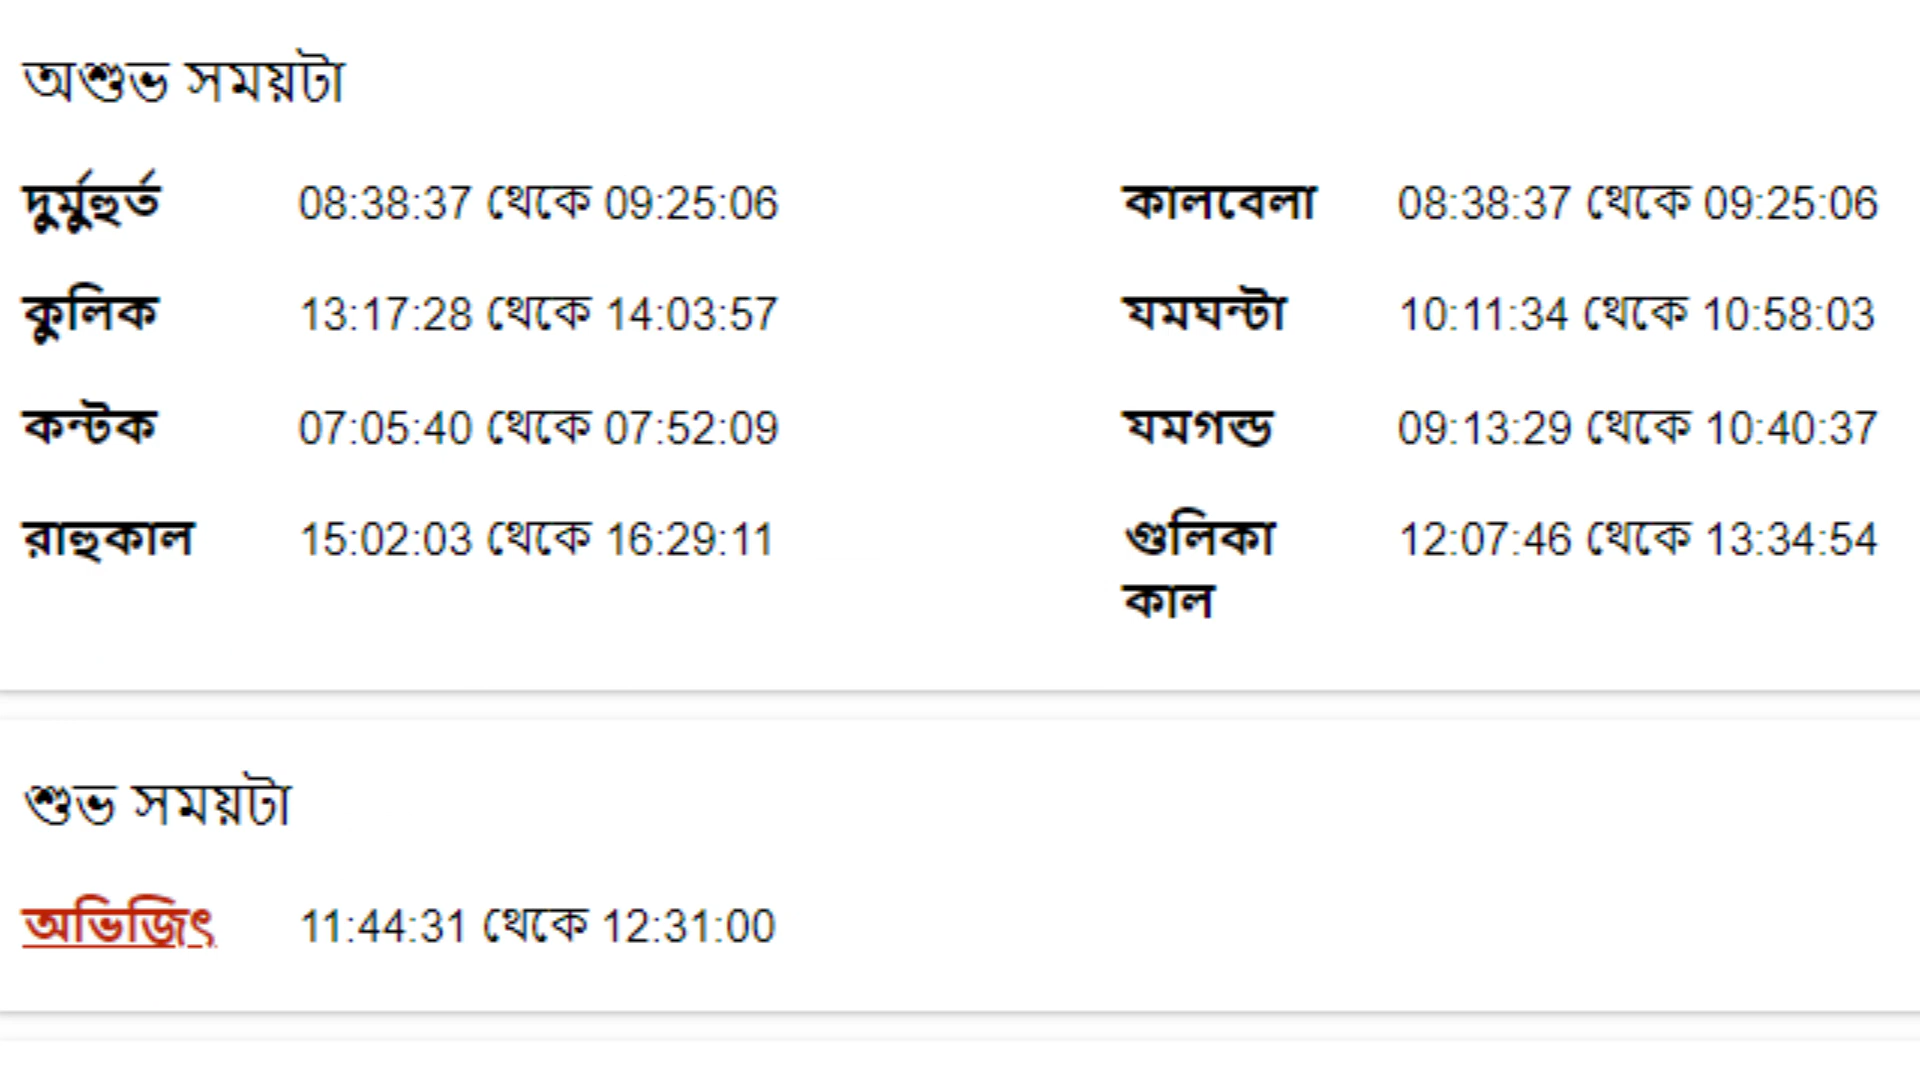 অশুভ সময়টা
দুর্মুহুর্ত 08:38:37 থেকে 09:25:06 কালবেলা 08:38:37 থেকে 09:25:06
কুলিক 13:17:28 থেকে 14:03:57 যমঘন্টা 10:11:34 থেকে 10:58:03
কন্টক 07:05:40 থেকে 07:52:09 যমগন্ড 09:13:29 থেকে 10:40:37
রাহুকাল 15:02:03 থেকে 16:29:11 গুলিকা 12:07:46 থেকে 13:34:54
কাল
শুভ সময়টা
অভিজিৎ 11:44:31 থেকে 12:31:00